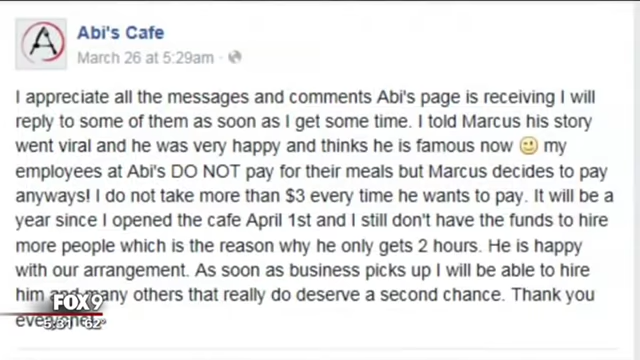 Abi's Cafe
March 26 at 5:29am
I appreciate all the messages and comments Abi's page is receiving I will
reply to some of them as soon as I get some time. I told Marcus his story
went viral and he was very happy and thinks he is famous now my
employees at Abi's DO NOT pay for their meals but Marcus decides to pay
anyways! I do not take more than $3 every time he wants to pay. It will be a
year since I opened the cafe April 1st and I still don't have the funds to hire
more people which is the reason why he only gets 2 hours. He is happy
with our arrangement. As soon as business picks up I will be able to hire
him and many others that really do deserve a second chance. Thank you
everyone!
FOX 9
5:31 62°